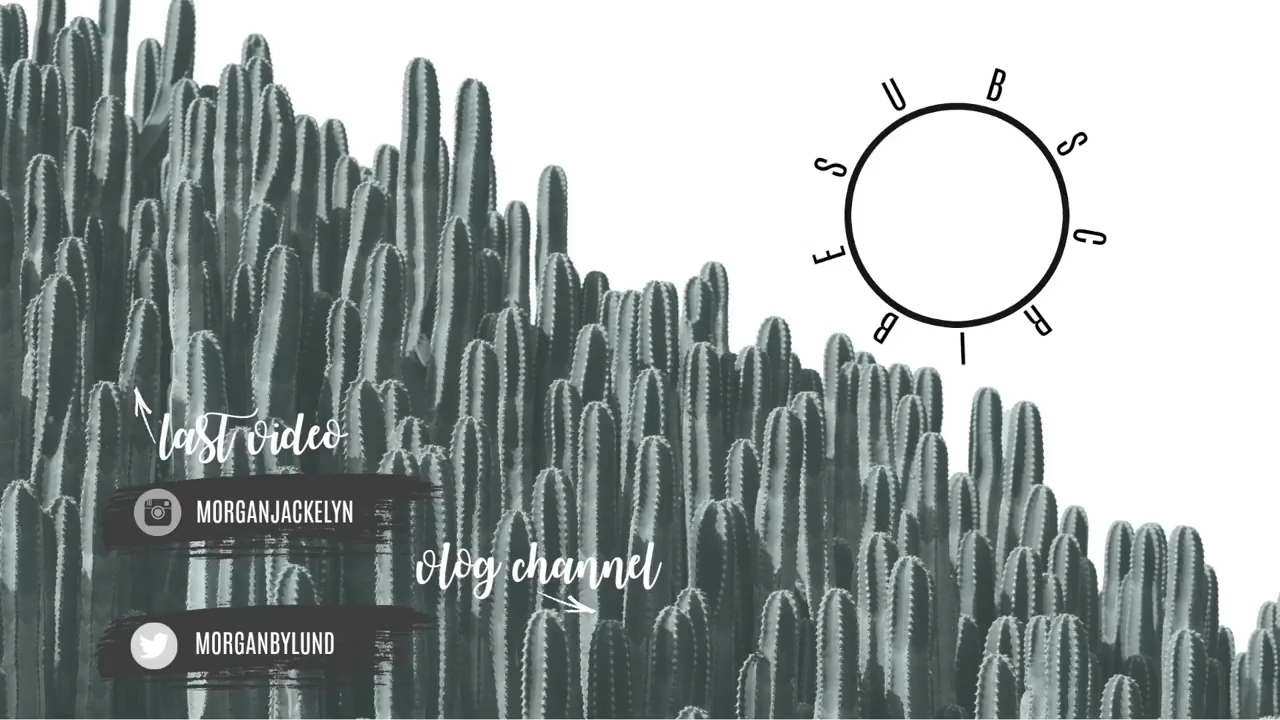 SUBSCRIBE
last video
MORGANJACKELYN
vlog channel
MORGANBYLUND